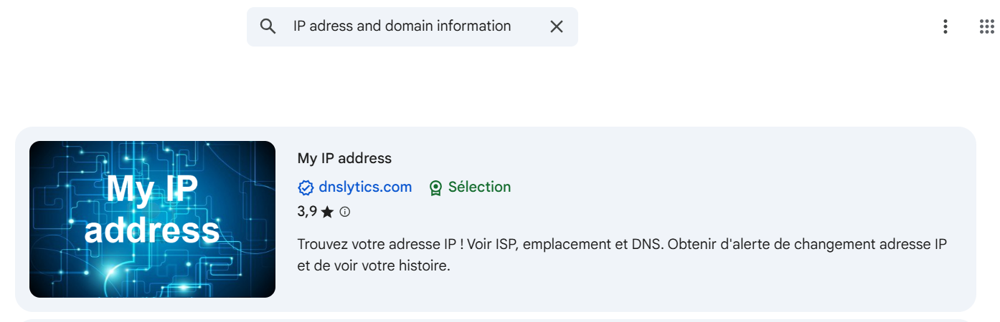 IP adress and domain information
My IP
address
My IP address
dnslytics.com Sélection
3,9
Trouvez votre adresse IP ! Voir ISP, emplacement et DNS. Obtenir d'alerte de changement adresse IP
et de voir votre histoire.